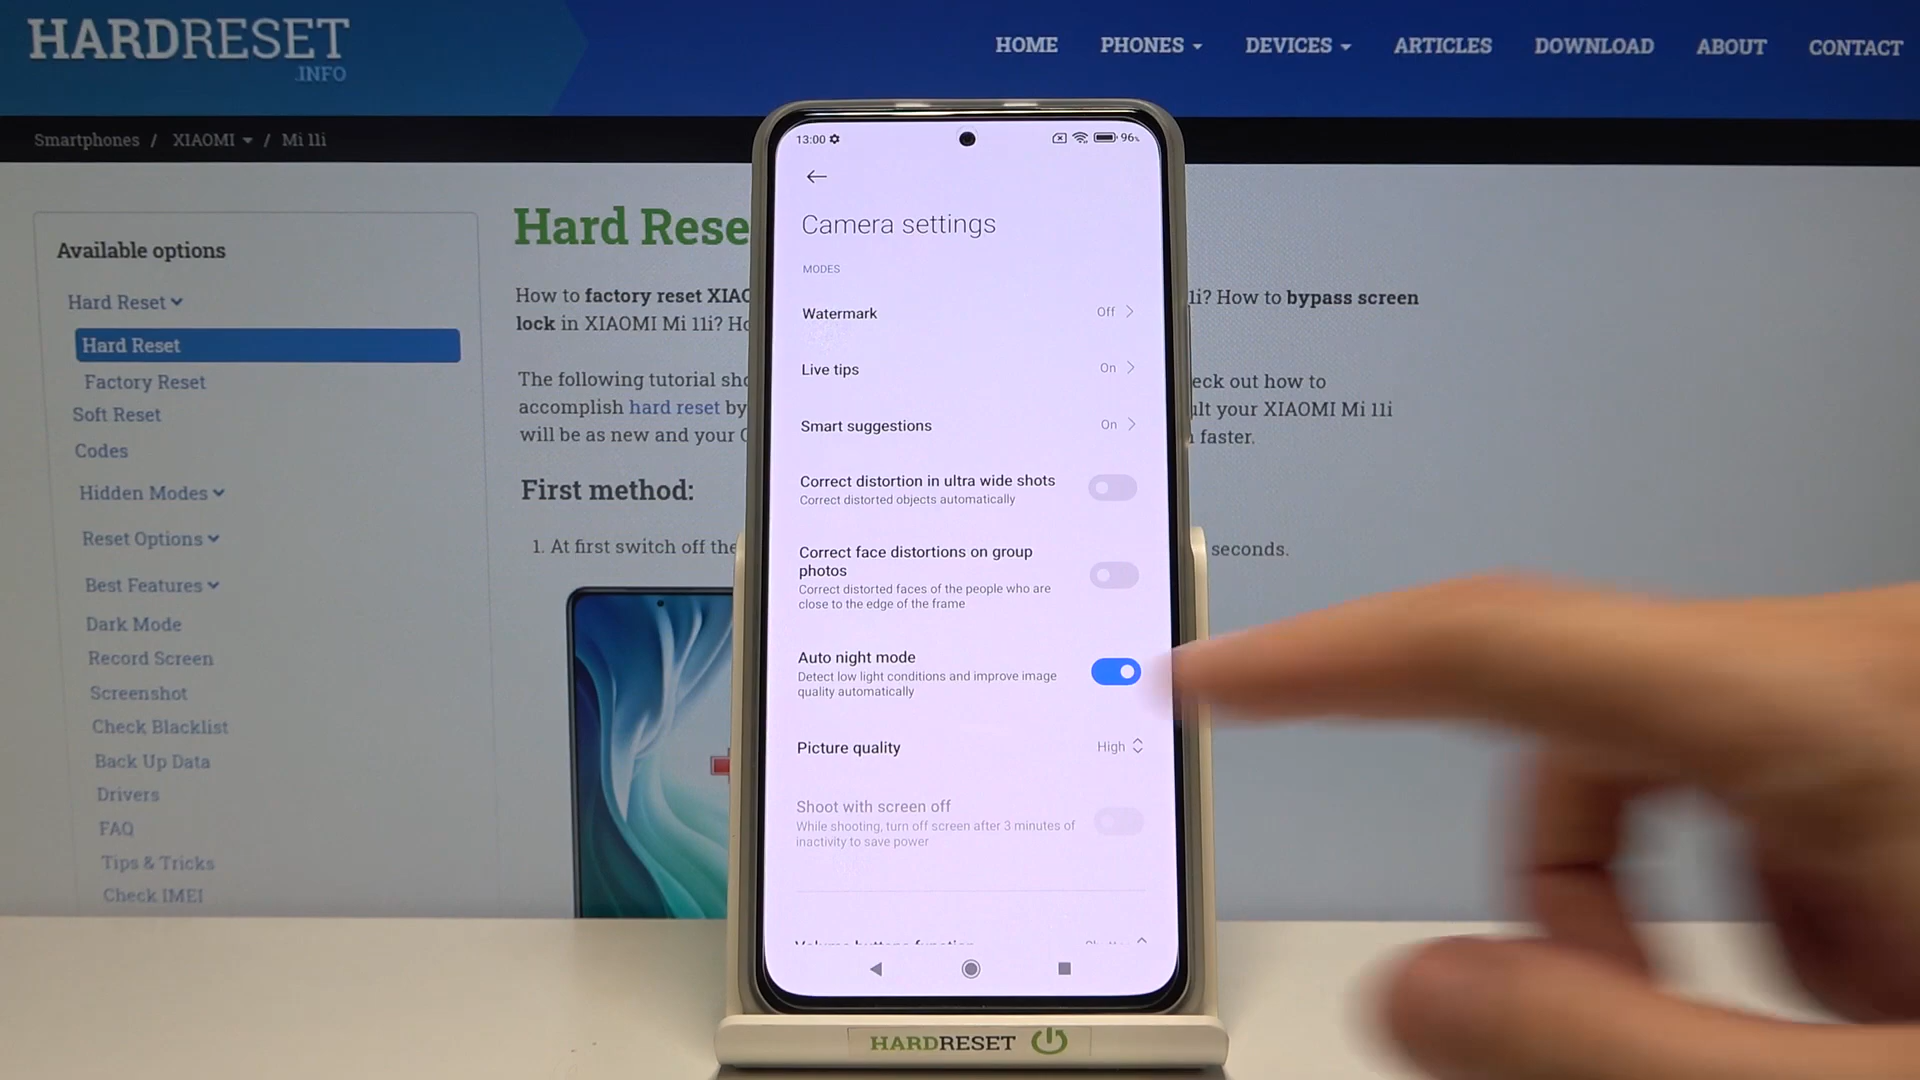 HARDRESET
.INFO
HOME PHONES DEVICES ARTICLES DOWNLOAD ABOUT CONTACT
Smartphones / XIAOMI / Mi 11i
Available options
Hard Reset
Hard Reset
Factory Reset
Soft Reset
Codes
Hidden Modes
Reset Options
Best Features
Dark Mode
Record Screen
Screenshot
Check Blacklist
Back Up Data
Drivers
FAQ
Tips & Tricks
Check IMEI
Hard Rese
How to factory reset XIAO
1i? How to bypass screen
lock in XIAOMI Mi 11i? Ho
The following tutorial sho
eck out how to
accomplish hard reset by
ult your XIAOMI Mi 11i
will be as new and your
faster.
First method:
1. At first switch off the
seconds.
13:00
96%
Camera settings
MODES
Watermark Off
Live tips On
Smart suggestions On
Correct distortion in ultra wide shots
Correct distorted objects automatically
Correct face distortions on group
photos
Correct distorted faces of the people who are
close to the edge of the frame
Auto night mode
Detect low light conditions and improve image
quality automatically
Picture quality High
Shoot with screen off
While shooting, turn off screen after 3 minutes of
inactivity to save power
Volume buttons function
HARDRESET